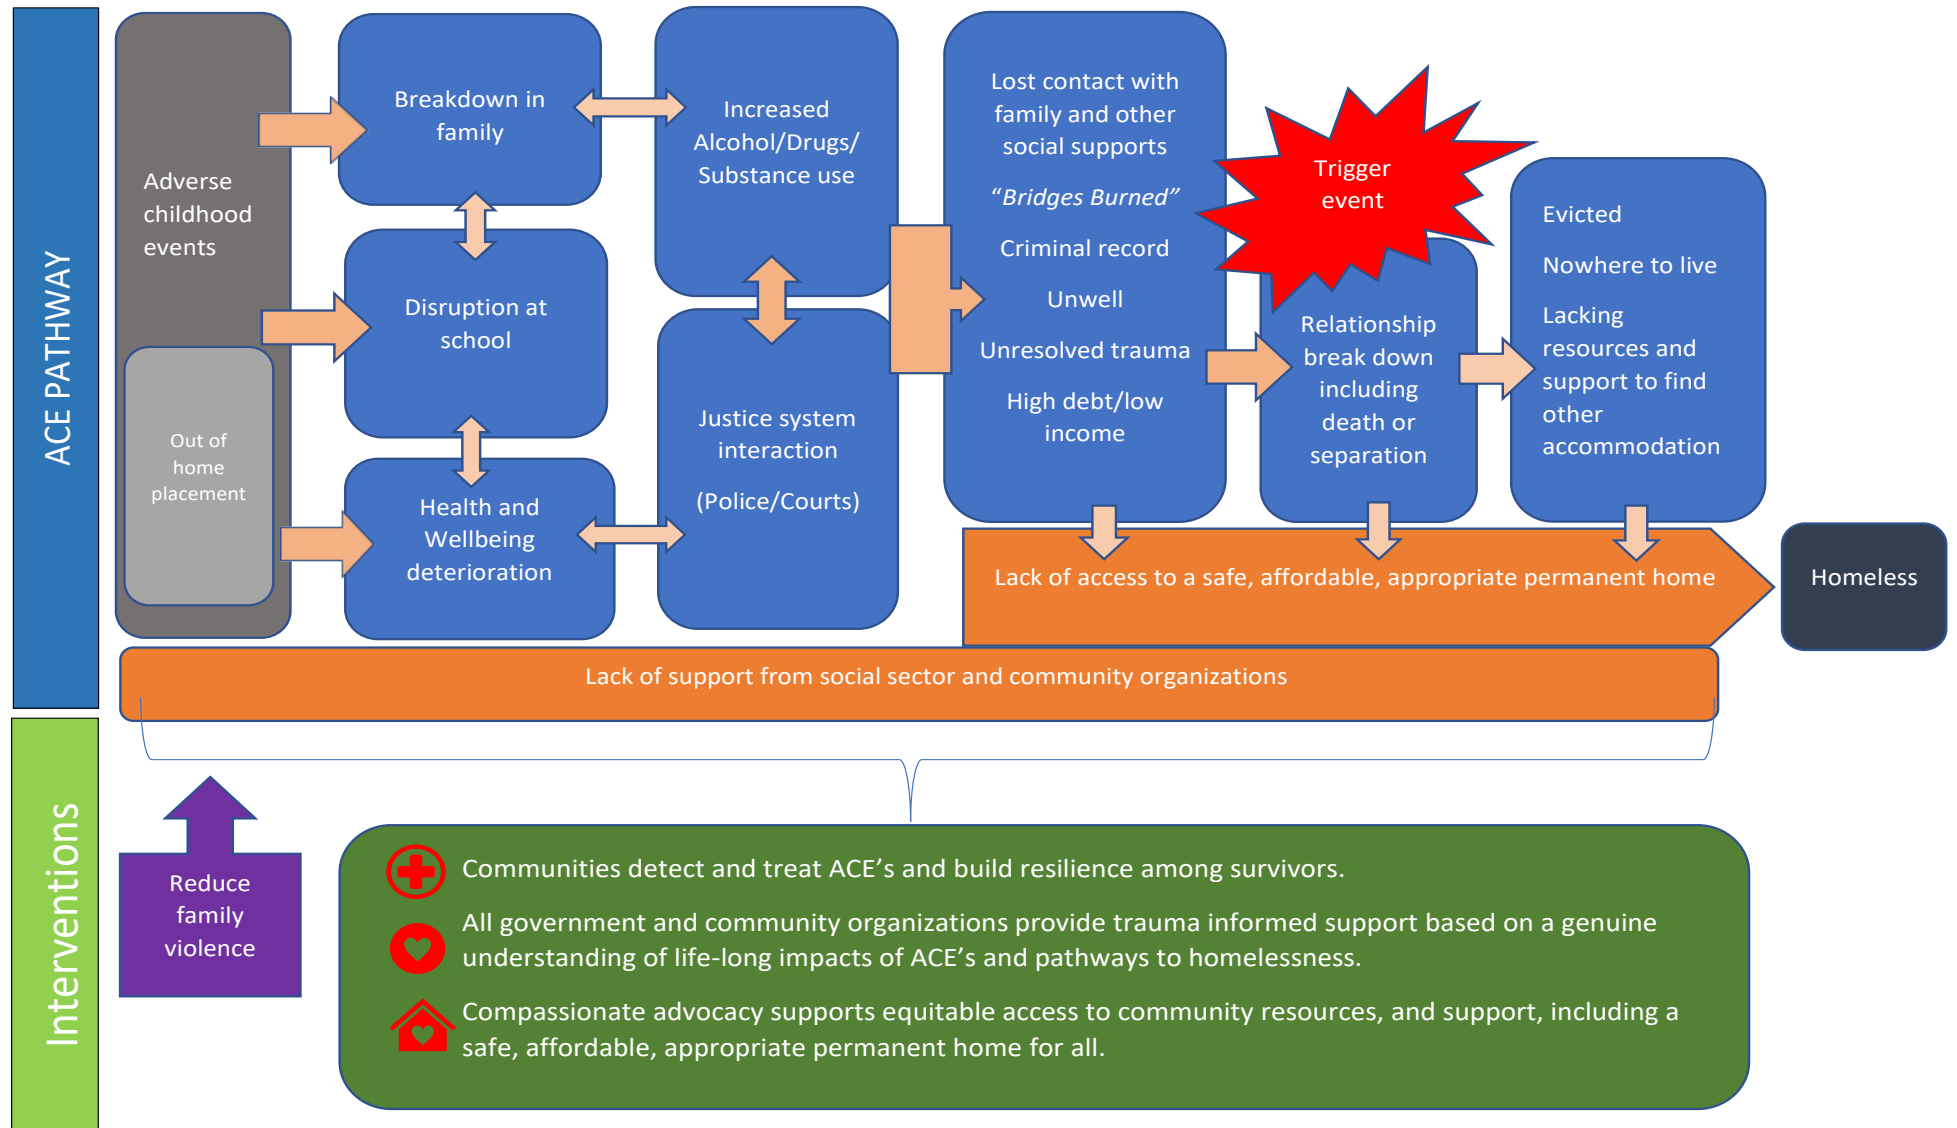 ACE PATHWAY
Adverse
childhood
events
Out of
home
placement
Breakdown in
family
Disruption at
school
Health and
Wellbeing
deterioration
Increased
Alcohol/Drugs/
Substance use
Justice system
interaction
(Police/Courts)
Lost contact with
family and other
social supports
“Bridges Burned”
Criminal record
Unwell
Unresolved trauma
High debt/low
income
Trigger
event
Relationship
break down
including
death or
separation
Evicted
Nowhere to live
Lacking
resources and
support to find
other
accommodation
Lack of access to a safe, affordable, appropriate permanent home
Homeless
Lack of support from social sector and community organizations
Interventions
Reduce
family
violence
Communities detect and treat ACE’s and build resilience among survivors.
All government and community organizations provide trauma informed support based on a genuine
understanding of life-long impacts of ACE’s and pathways to homelessness.
Compassionate advocacy supports equitable access to community resources, and support, including a
safe, affordable, appropriate permanent home for all.